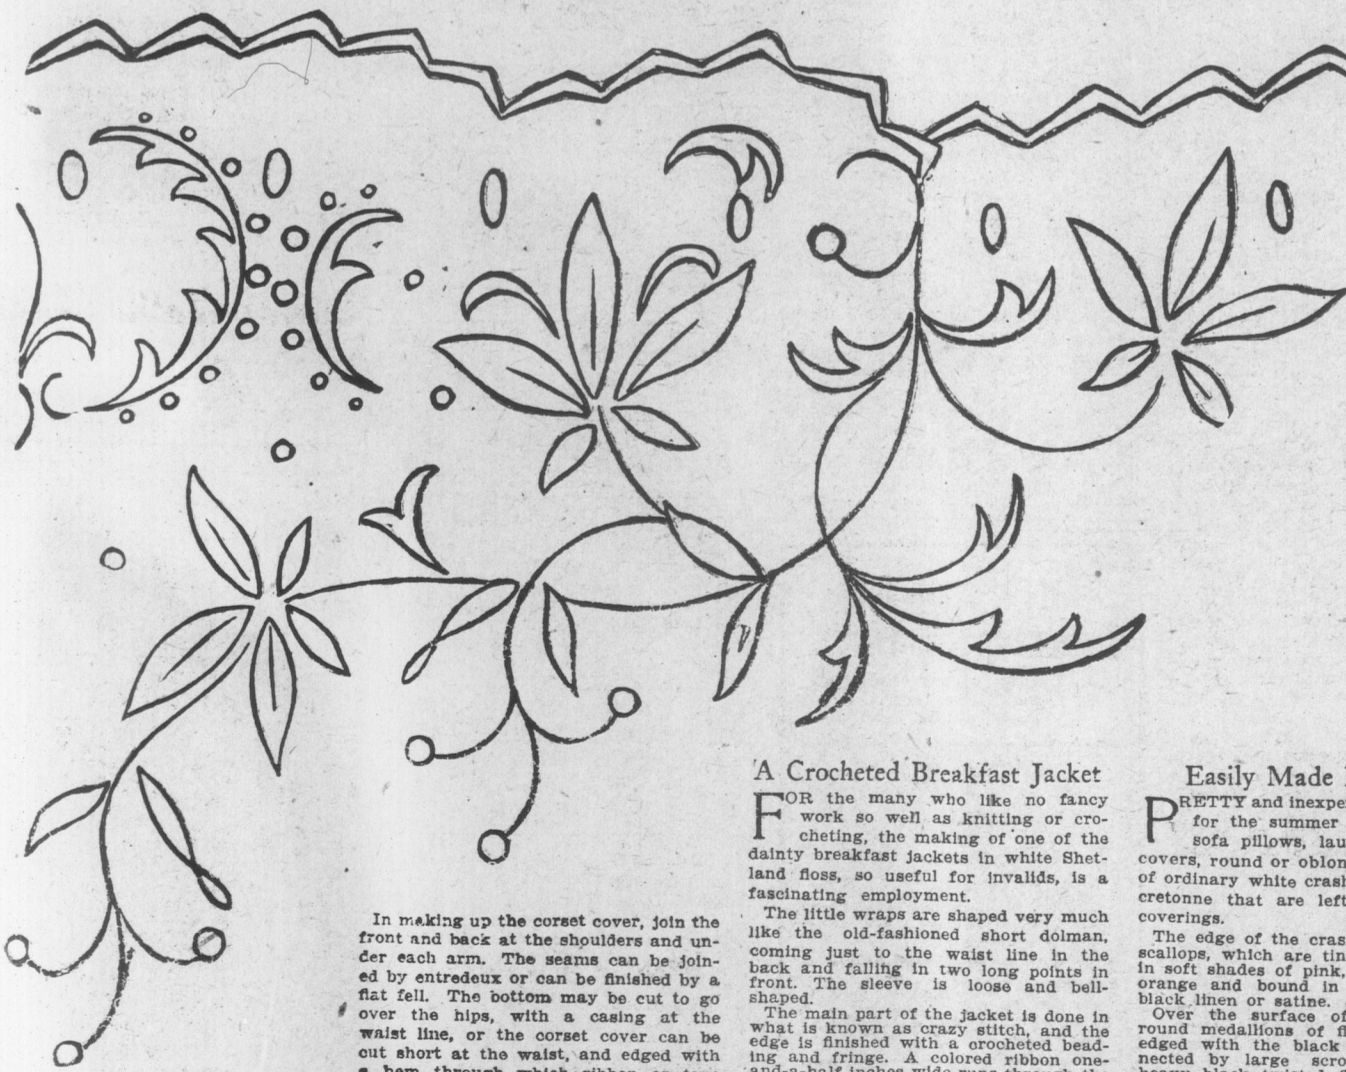 In making up the corset cover, join the
front and back at the shoulders and un-
der each arm. The seams can be join-
ed by entredeux or can be finished by a
flat fell. The bottom may be cut to go
over the hips, with a casing at the
waist line, or the corset cover can be
cut short at the waist, and edged with
a hem through which ribbon
A Crocheted Breakfast Jacket
FOR the many who like no fancy
work so well as knitting or cro-
cheting, the making of one of the
dainty breakfast jackets in white Shet-
land floss, so useful for invalids, is a
fascinating employment.
The little wraps are shaped very much
like the old-fashioned short dolman,
coming just to the waist line in the
back and falling in two long points in
front. The sleeve is loose and bell-
shaped.
The main part of the jacket is done in
what is known as crazy stitch, and the
edge is finished with a crocheted bead-
ing and fringe. A colored ribbon one-
and-a-half inches wide runs through the
Easily Made
PRETTY and inexpe
for the summer
sofa pillows, lau
covers, round or oblon
of ordinary white crash
cretonne that are left
coverings.
The edge of the cras
scallops, which are tin
in soft shades of pink,
orange and bound in
black linen or satine.
Over the surface of
round medallions of fl
edged with the black
nected by large scro